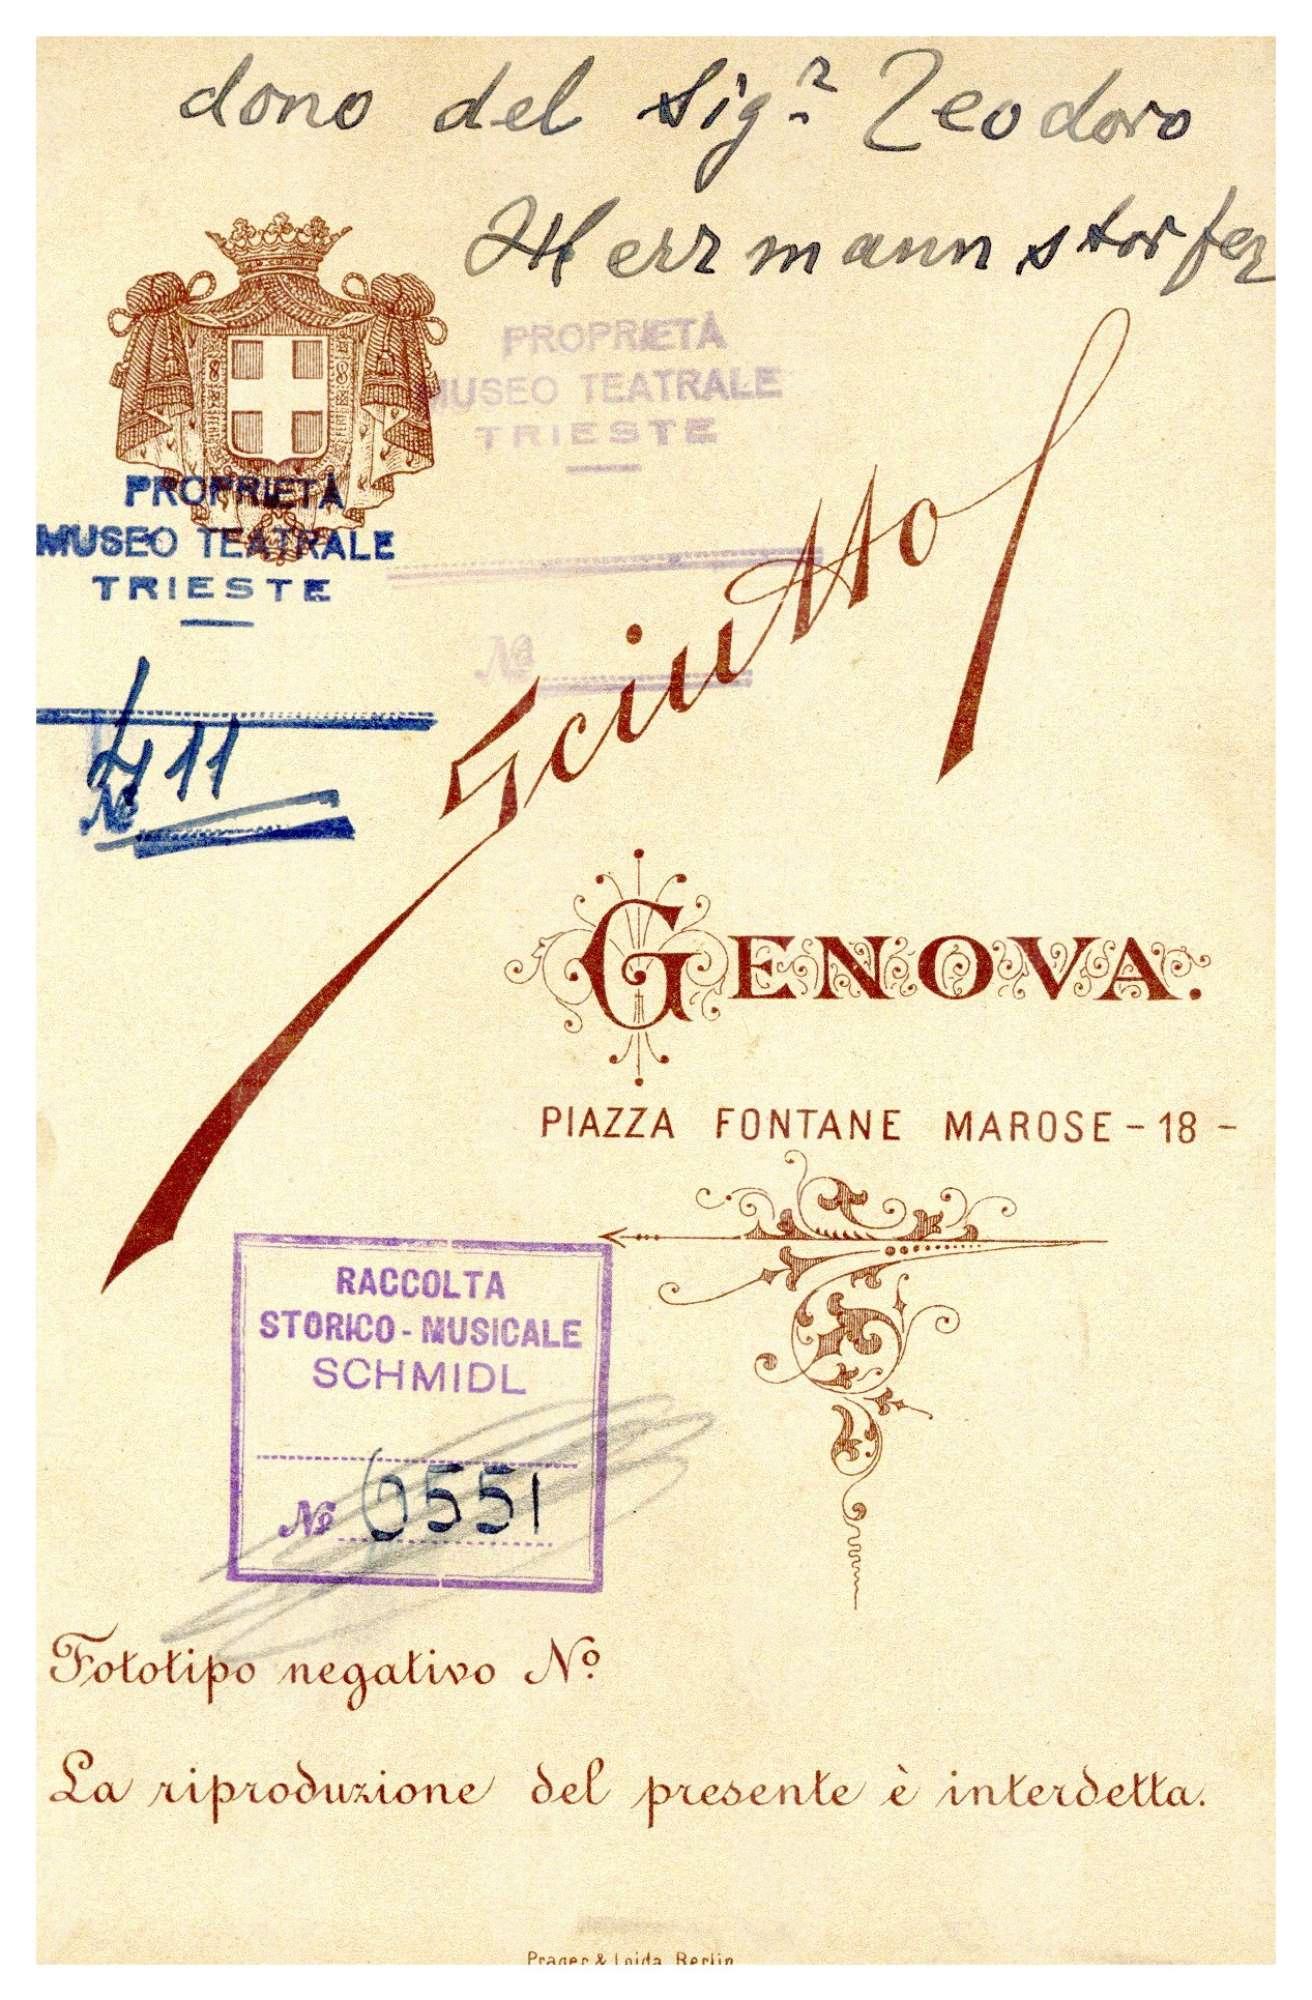 dono del Sig.r Teodoro
Herrmannstorfer
PROPRIETÀ
MUSEO TEATRALE
TRIESTE
PROPRIETÀ
MUSEO TEATRALE
TRIESTE
No
411
No
Sciutto
GENOVA.
PIAZZA FONTANE MAROSE - 18 -
RACCOLTA
STORICO-MUSICALE
SCHMIDL
No 0551
Fototipo negativo No.
La riproduzione del presente è interdetta.
Prager & Lojda Berlin